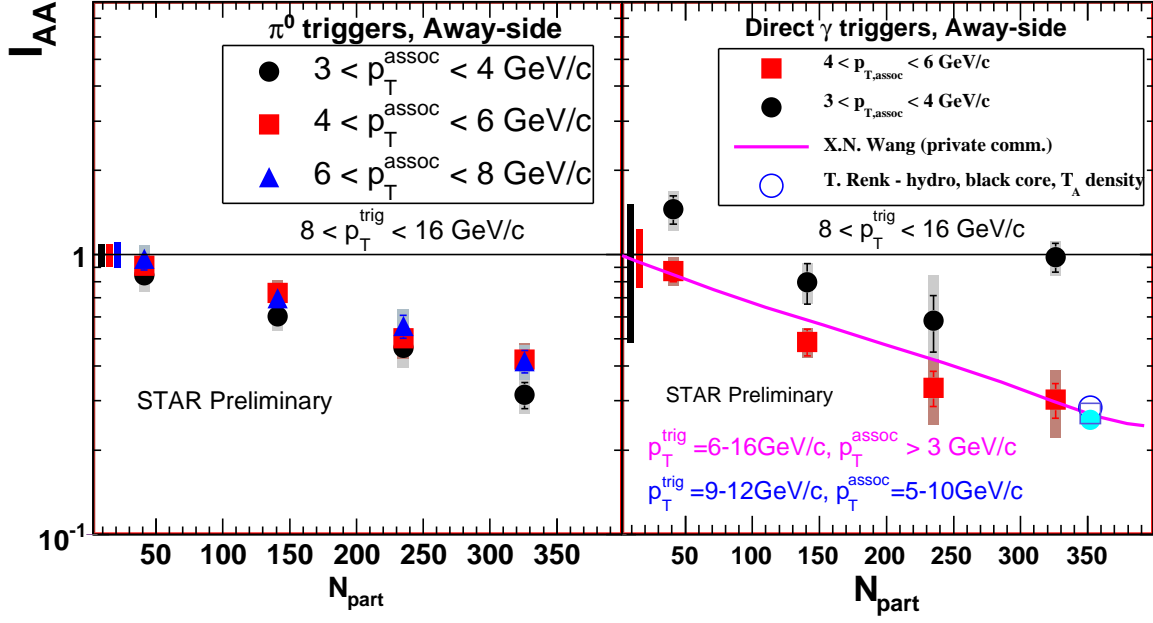 I_AA
π⁰ triggers, Away-side
3 < p_T^assoc < 4 GeV/c
4 < p_T^assoc < 6 GeV/c
6 < p_T^assoc < 8 GeV/c
8 < p_T^trig < 16 GeV/c
1
STAR Preliminary
10⁻¹
50 100 150 200 250 300 350
N_part
Direct γ triggers, Away-side
4 < p_T,assoc < 6 GeV/c
3 < p_T,assoc < 4 GeV/c
X.N. Wang (private comm.)
T. Renk - hydro, black core, T_A density
8 < p_T^trig < 16 GeV/c
STAR Preliminary
p_T^trig =6-16GeV/c, p_T^assoc > 3 GeV/c
p_T^trig =9-12GeV/c, p_T^assoc=5-10GeV/c
50 100 150 200 250 300 350
N_part